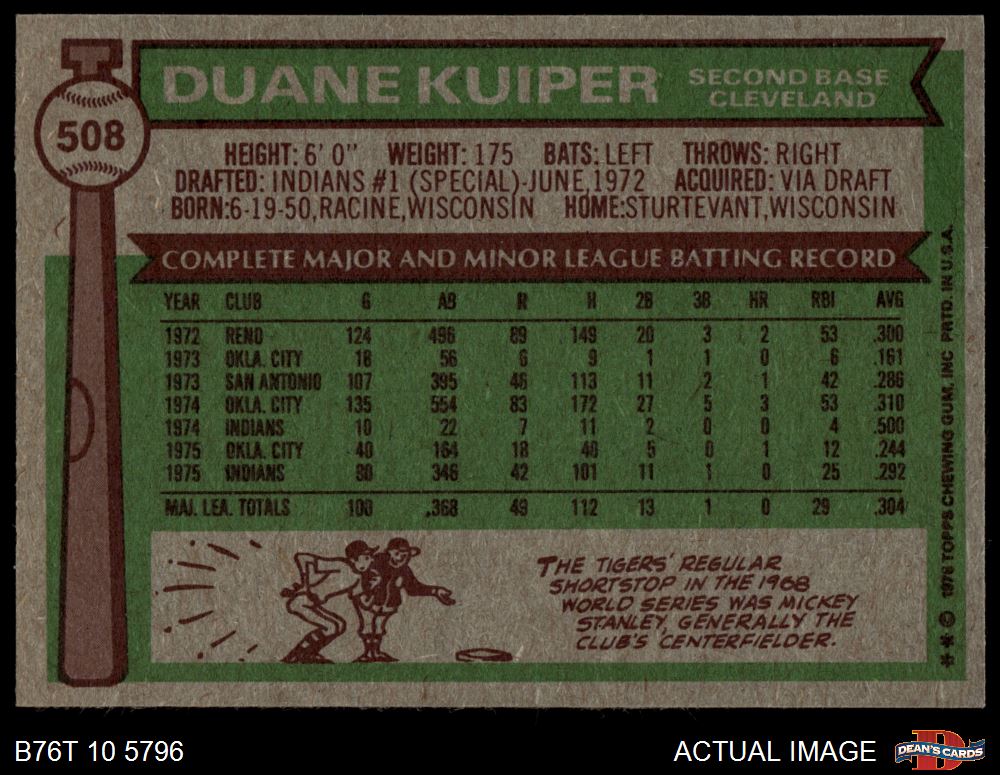 508
DUANE KUIPER
SECOND BASE
CLEVELAND
HEIGHT: 6' 0" WEIGHT: 175 BATS: LEFT THROWS: RIGHT
DRAFTED: INDIANS #1 (SPECIAL)-JUNE, 1972 ACQUIRED: VIA DRAFT
BORN: 6-19-50, RACINE, WISCONSIN HOME: STURTEVANT, WISCONSIN
COMPLETE MAJOR AND MINOR LEAGUE BATTING RECORD
YEAR CLUB G AB R H 2B 3B HR RBI AVG
1972 RENO 124 496 89 149 20 3 2 53 .300
1973 OKLA. CITY 18 56 6 9 1 1 0 6 .161
1973 SAN ANTONIO 107 395 46 113 11 2 1 42 .286
1974 OKLA. CITY 135 554 83 172 27 5 3 53 .310
1974 INDIANS 10 22 7 11 2 0 0 4 .500
1975 OKLA. CITY 40 164 18 40 5 0 1 12 .244
1975 INDIANS 90 346 42 101 11 1 0 25 .292
MAJ. LEA. TOTALS 100 .368 49 112 13 1 0 29 .304
THE TIGERS' REGULAR
SHORTSTOP IN THE 1968
WORLD SERIES WAS MICKEY
STANLEY, GENERALLY THE
CLUB'S CENTERFIELDER.
** © 1976 TOPPS CHEWING GUM, INC PRTD. IN U.S.A.
B76T 10 5796
ACTUAL IMAGE
D
DEAN'S CARDS